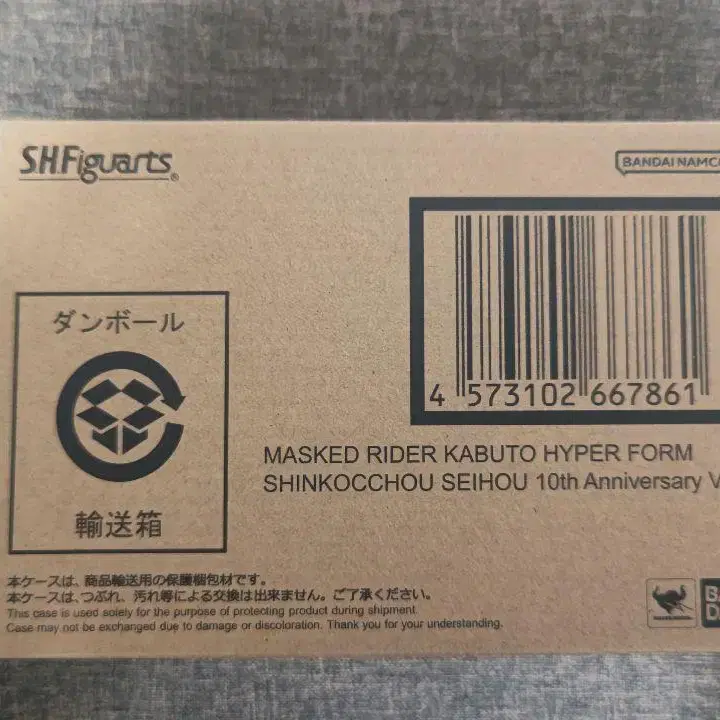 S.H.Figuarts®
BANDAI NAMCO
ダンボール
輸送箱
4 573102 667861
MASKED RIDER KABUTO HYPER FORM
SHINKOCCHOU SEIHOU 10th Anniversary V
本ケースは、商品輸送用の保護梱包材です。
本ケースは、つぶれ、汚れ等による交換は出来ません。ご了承ください。
This case is used solely for the purpose of protecting product during shipment.
Case may not be exchanged due to damage or discoloration. Thank you for your understanding.